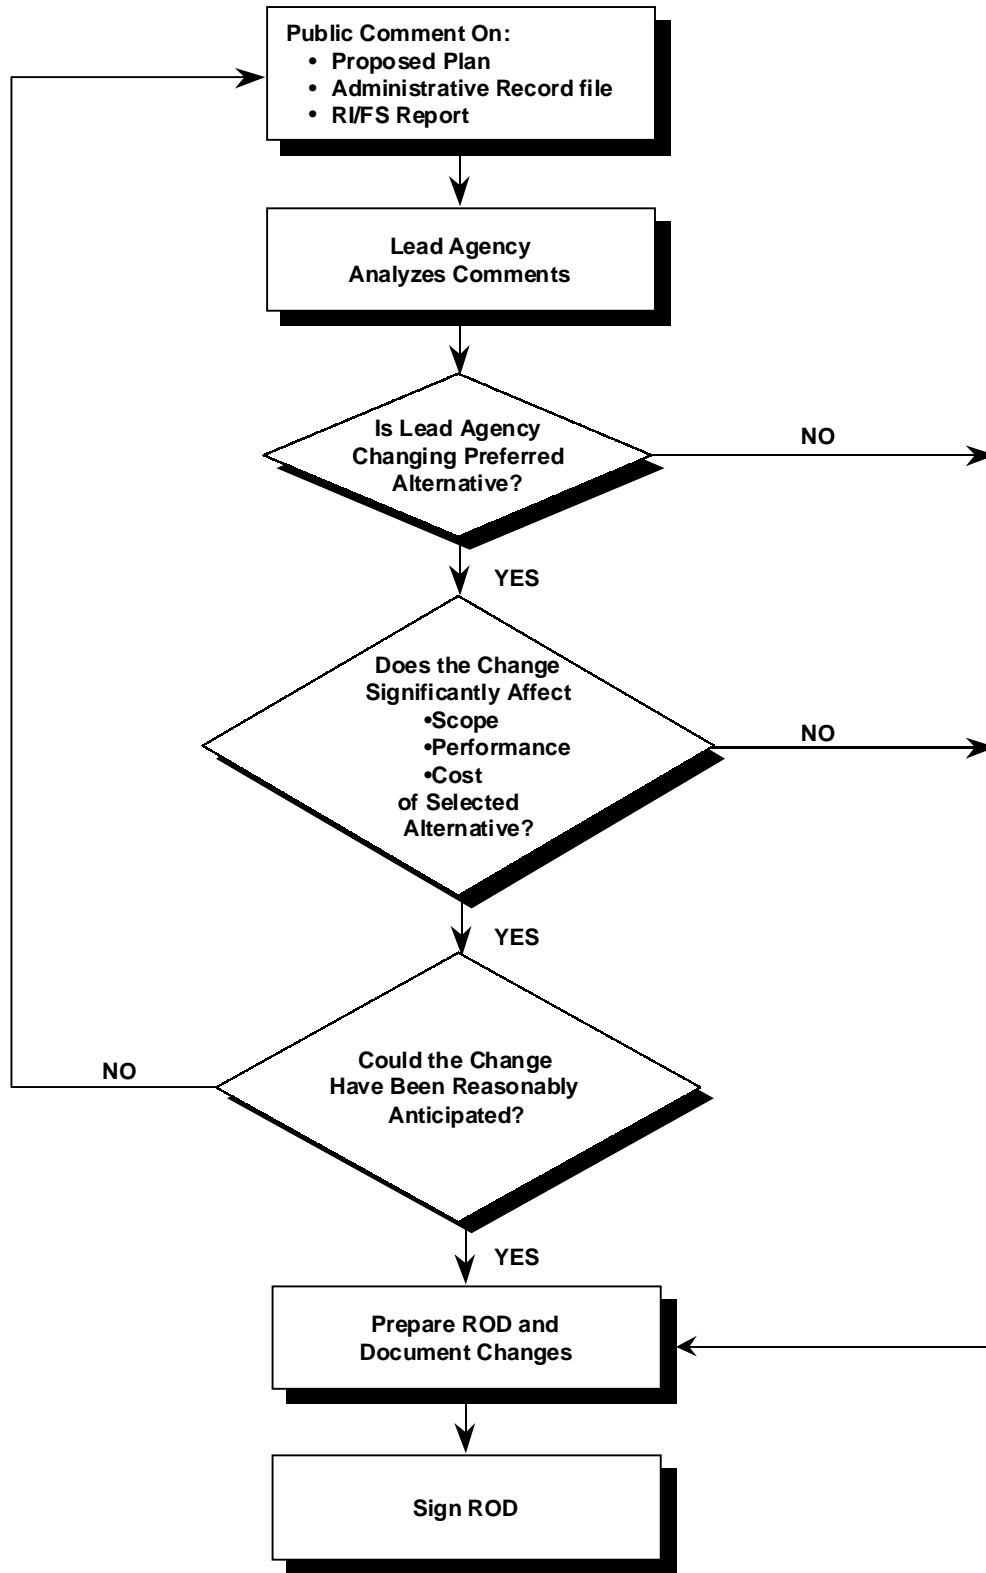 Public Comment On:
• Proposed Plan
• Administrative Record file
• RI/FS Report
Lead Agency
Analyzes Comments
Is Lead Agency
Changing Preferred
Alternative?
NO
YES
Does the Change
Significantly Affect
•Scope
•Performance
•Cost
of Selected
Alternative?
NO
YES
Could the Change
Have Been Reasonably
Anticipated?
NO
YES
Prepare ROD and
Document Changes
Sign ROD